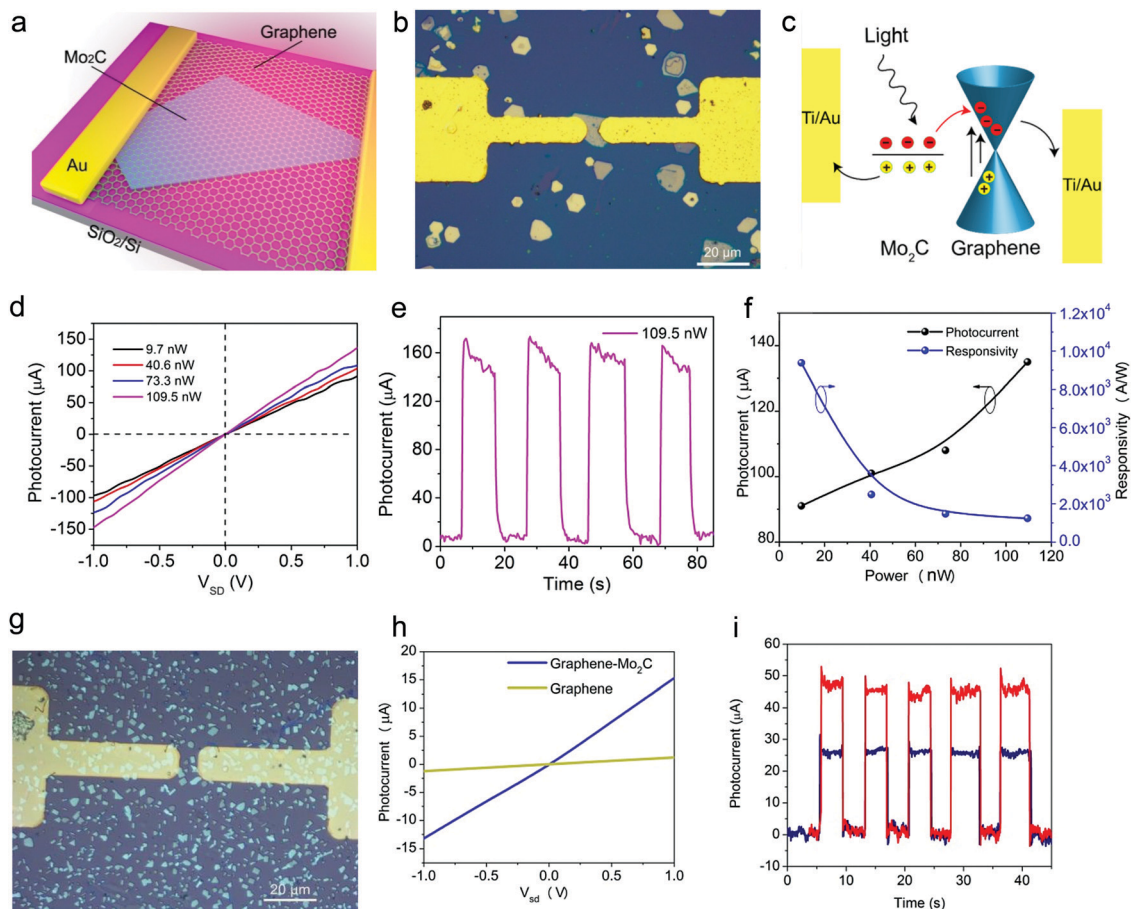 a
Graphene
Mo2C
Au
SiO2/Si
b
20 μm
c
Light
Ti/Au
Ti/Au
Mo2C
Graphene
d
Photocurrent (μA)
150
125
100
75
50
25
0
-25
-50
-75
-100
-125
-150
9.7 nW
40.6 nW
73.3 nW
109.5 nW
-1.0
-0.5
0.0
0.5
1.0
VSD (V)
e
Photocurrent (μA)
160
120
80
40
0
109.5 nW
0
20
40
60
80
Time (s)
f
Photocurrent (μA)
140
120
100
80
Photocurrent
Responsivity
1.2x10^4
1.0x10^4
8.0x10^3
6.0x10^3
4.0x10^3
2.0x10^3
0.0
Responsivity (A/W)
0
20
40
60
80
100
120
Power (nW)
g
20 μm
h
Photocurrent (μA)
20
15
10
5
0
-5
-10
-15
Graphene-Mo2C
Graphene
-1.0
-0.5
0.0
0.5
1.0
Vsd (V)
i
Photocurrent (μA)
60
50
40
30
20
10
0
-10
0
10
20
30
40
Time (s)